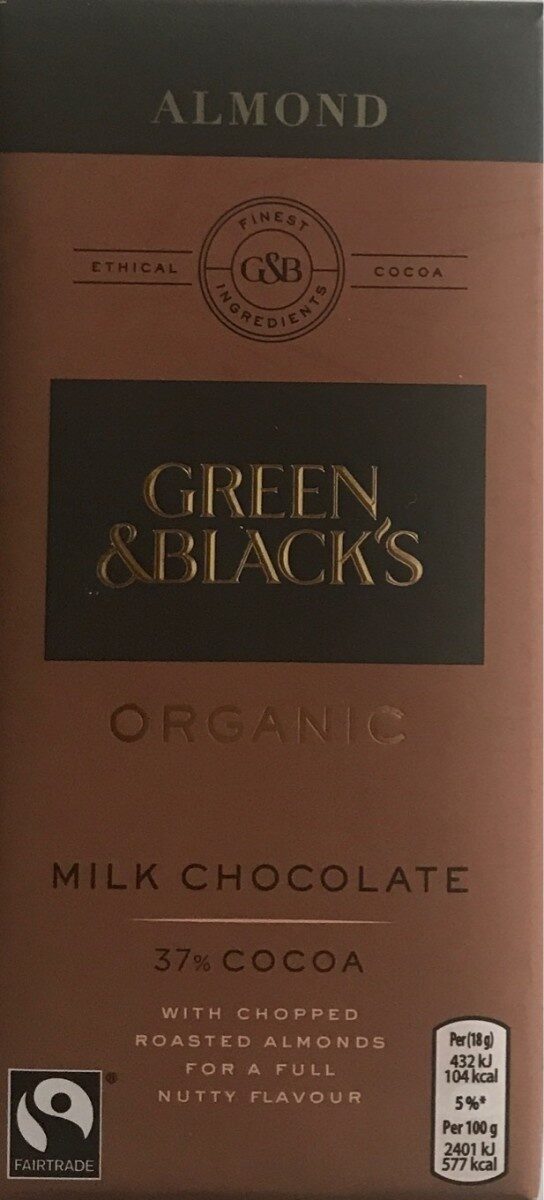 ALMOND
FINEST
ETHICAL G&B COCOA
INGREDIENTS
GREEN
&BLACK'S
ORGANIC
MILK CHOCOLATE
37% COCOA
WITH CHOPPED
ROASTED ALMONDS
FOR A FULL
NUTTY FLAVOUR
Per (18 g)
432 kJ
104 kcal
5%*
Per 100 g
2401 kJ
577 kcal
®
FAIRTRADE